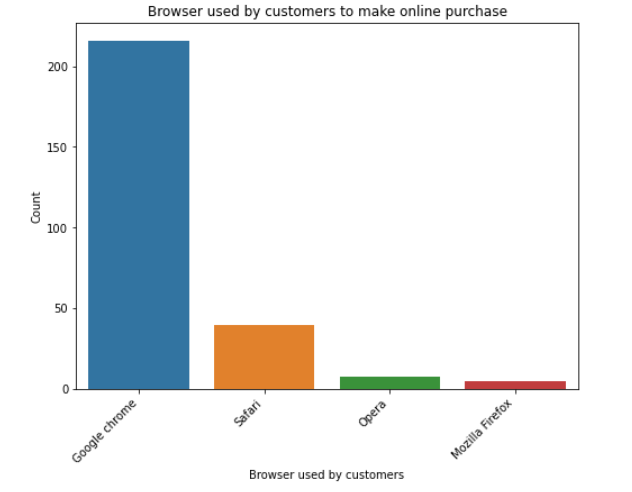 Browser used by customers to make online purchase
200
150
100
50
0
Count
Google chrome
Safari
Opera
Mozilla Firefox
Browser used by customers